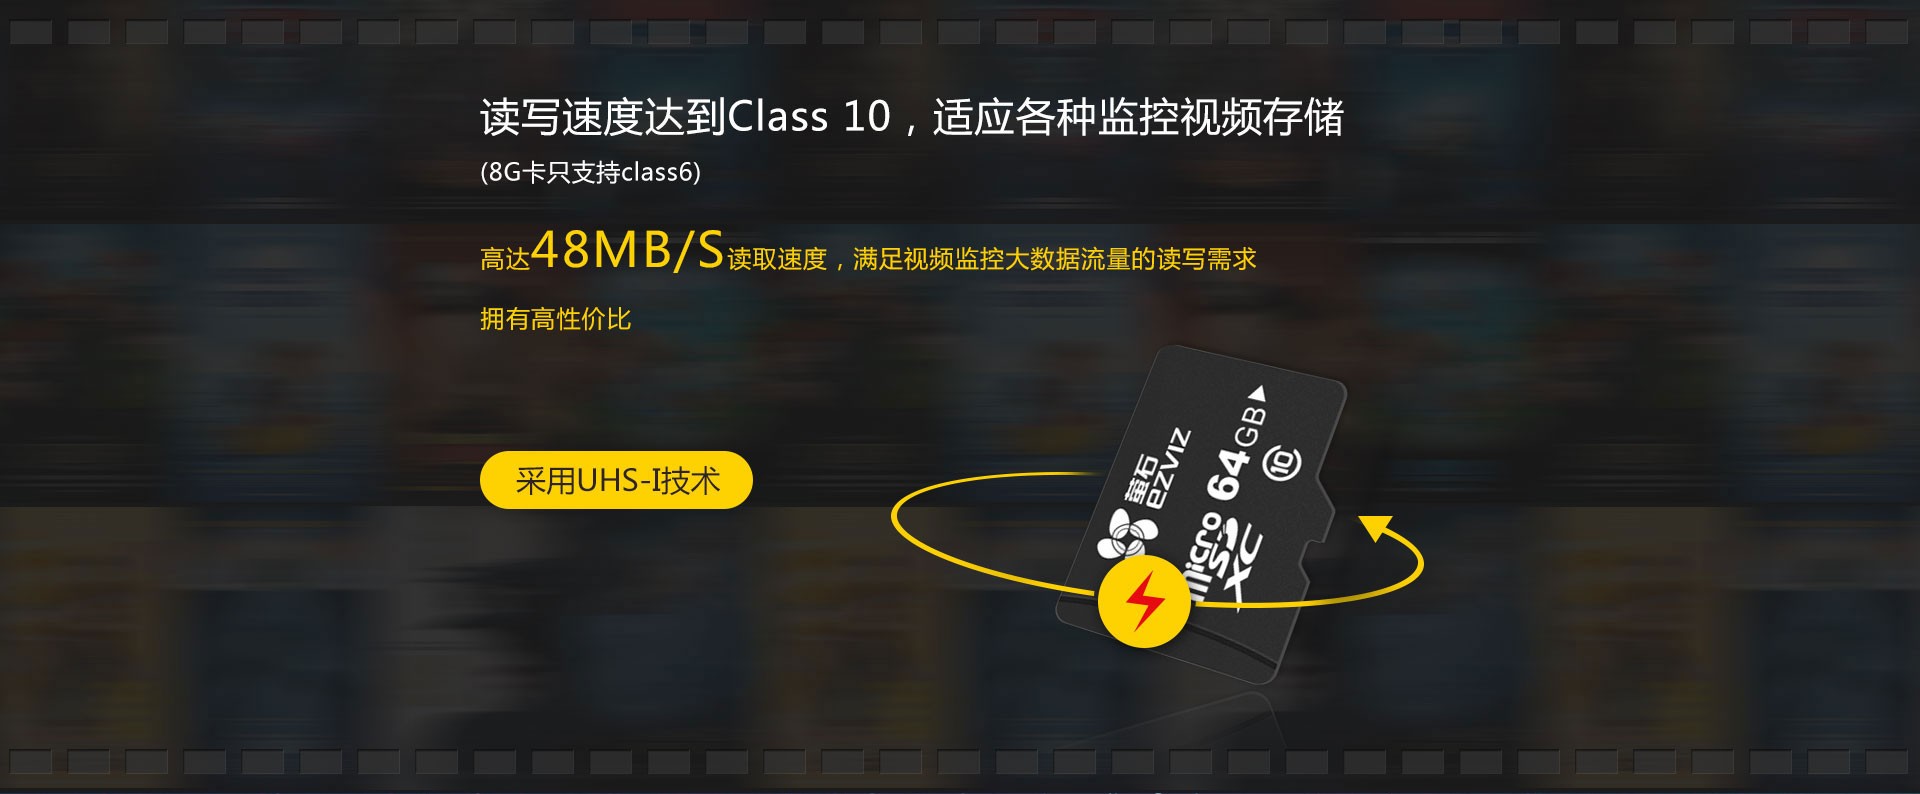 读写速度达到Class 10，适应各种监控视频存储
(8G卡只支持class6)
高达48MB/S读取速度，满足视频监控大数据流量的读写需求
拥有高性价比
采用UHS-I技术
萤石
ezviz
micro SD XC
64GB
10